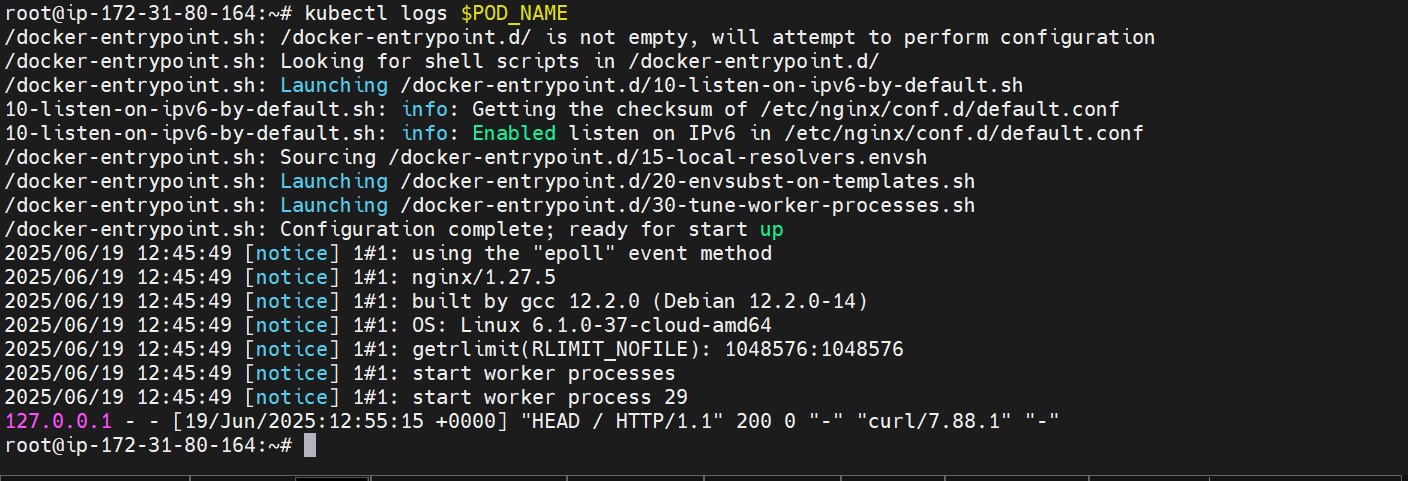 root@ip-172-31-80-164:~# kubectl logs $POD_NAME
/docker-entrypoint.sh: /docker-entrypoint.d/ is not empty, will attempt to perform configuration
/docker-entrypoint.sh: Looking for shell scripts in /docker-entrypoint.d/
/docker-entrypoint.sh: Launching /docker-entrypoint.d/10-listen-on-ipv6-by-default.sh
10-listen-on-ipv6-by-default.sh: info: Getting the checksum of /etc/nginx/conf.d/default.conf
10-listen-on-ipv6-by-default.sh: info: Enabled listen on IPv6 in /etc/nginx/conf.d/default.conf
/docker-entrypoint.sh: Sourcing /docker-entrypoint.d/15-local-resolvers.envsh
/docker-entrypoint.sh: Launching /docker-entrypoint.d/20-envsubst-on-templates.sh
/docker-entrypoint.sh: Launching /docker-entrypoint.d/30-tune-worker-processes.sh
/docker-entrypoint.sh: Configuration complete; ready for start up
2025/06/19 12:45:49 [notice] 1#1: using the "epoll" event method
2025/06/19 12:45:49 [notice] 1#1: nginx/1.27.5
2025/06/19 12:45:49 [notice] 1#1: built by gcc 12.2.0 (Debian 12.2.0-14)
2025/06/19 12:45:49 [notice] 1#1: OS: Linux 6.1.0-37-cloud-amd64
2025/06/19 12:45:49 [notice] 1#1: getrlimit(RLIMIT_NOFILE): 1048576:1048576
2025/06/19 12:45:49 [notice] 1#1: start worker processes
2025/06/19 12:45:49 [notice] 1#1: start worker process 29
127.0.0.1 - - [19/Jun/2025:12:55:15 +0000] "HEAD / HTTP/1.1" 200 0 "-" "curl/7.88.1" "-"
root@ip-172-31-80-164:~#